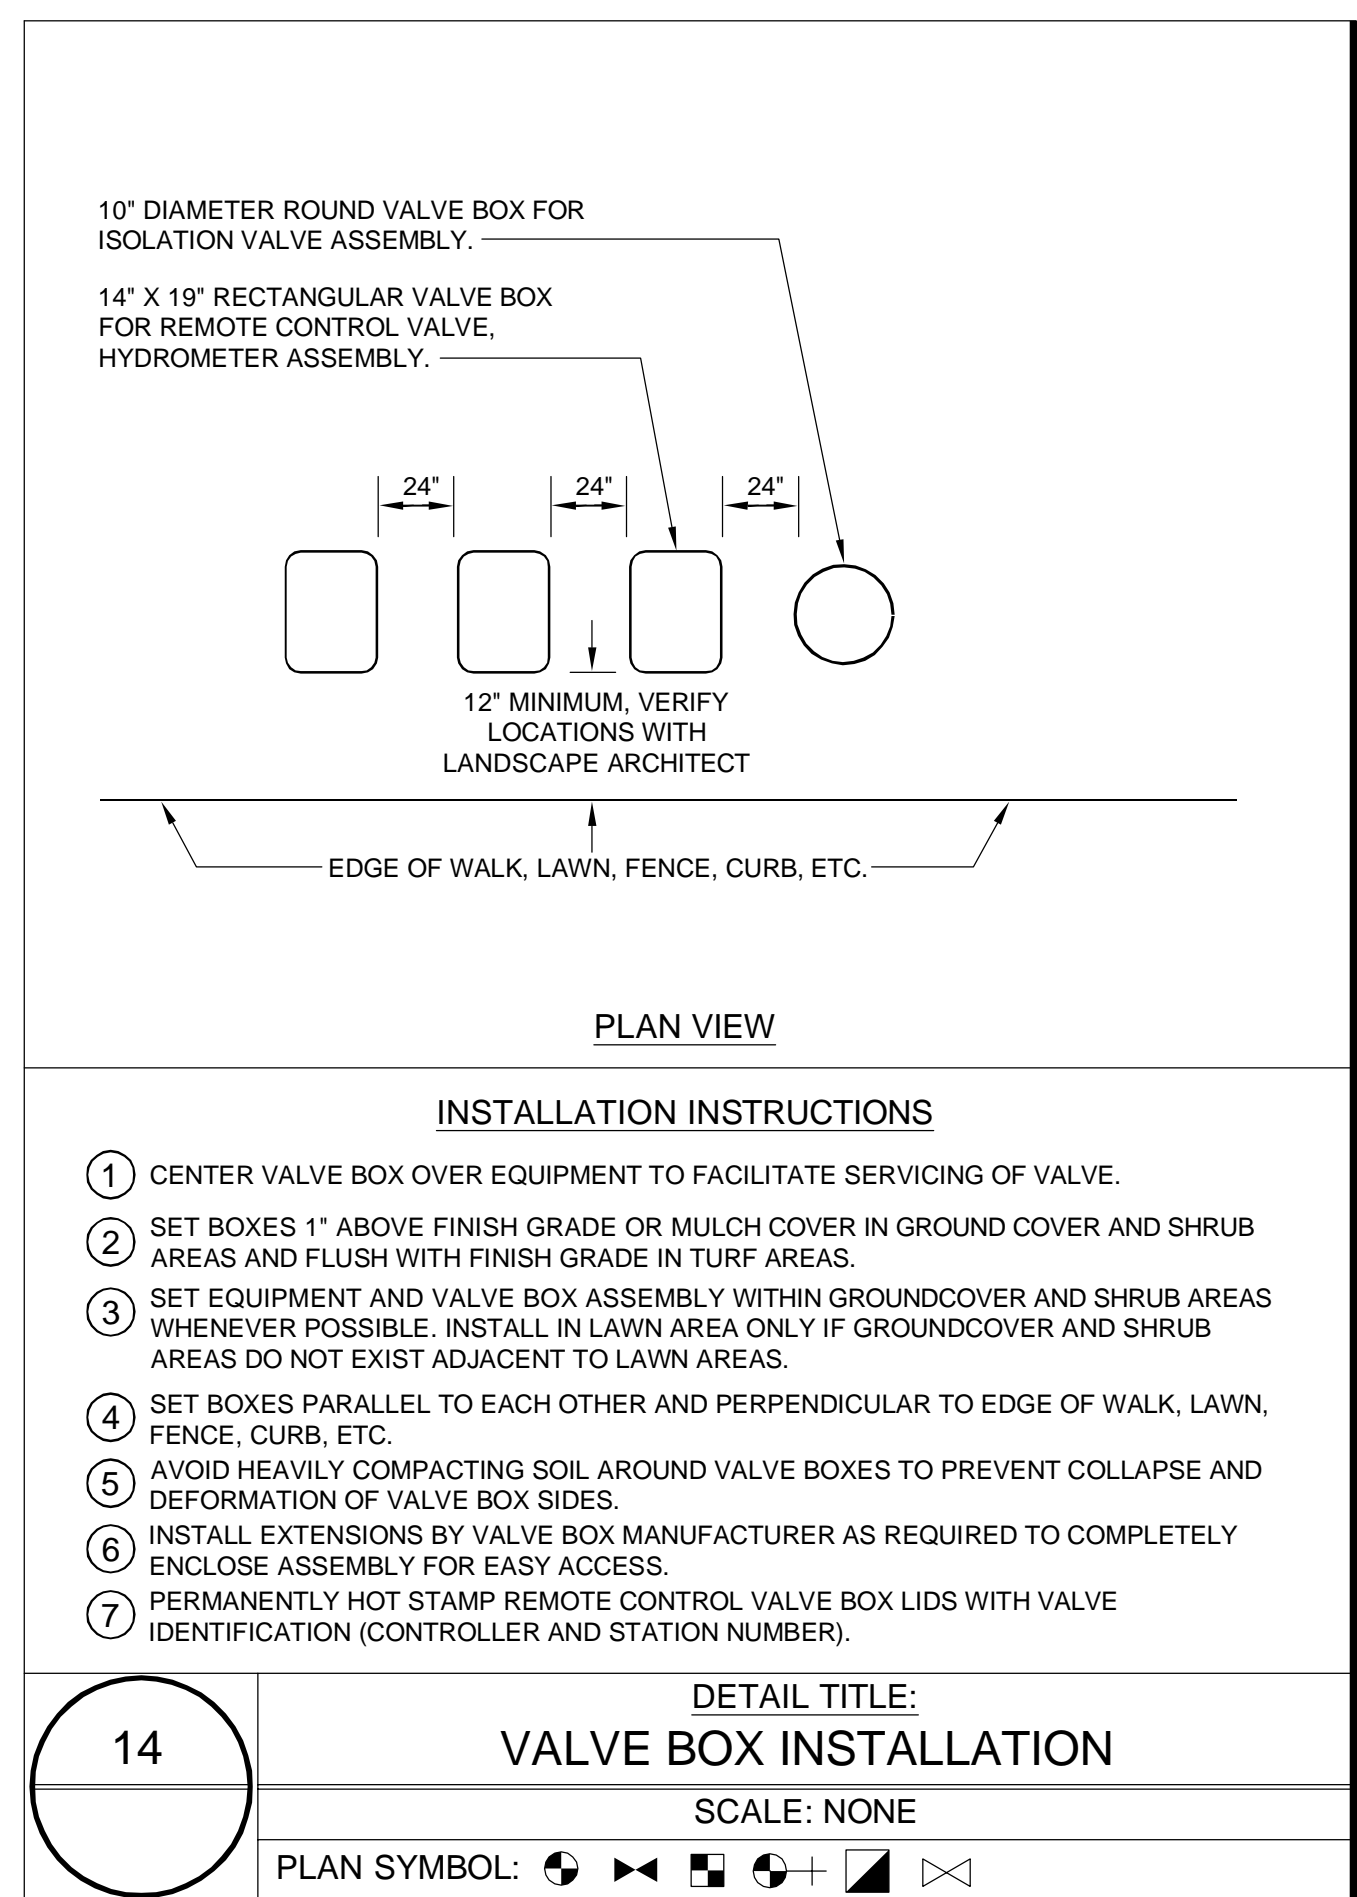 10" DIAMETER ROUND VALVE BOX FOR
ISOLATION VALVE ASSEMBLY.
14" X 19" RECTANGULAR VALVE BOX
FOR REMOTE CONTROL VALVE,
HYDROMETER ASSEMBLY.
24" 24" 24"
12" MINIMUM, VERIFY
LOCATIONS WITH
LANDSCAPE ARCHITECT
EDGE OF WALK, LAWN, FENCE, CURB, ETC.
PLAN VIEW
INSTALLATION INSTRUCTIONS
1 CENTER VALVE BOX OVER EQUIPMENT TO FACILITATE SERVICING OF VALVE.
2 SET BOXES 1" ABOVE FINISH GRADE OR MULCH COVER IN GROUND COVER AND SHRUB
AREAS AND FLUSH WITH FINISH GRADE IN TURF AREAS.
3 SET EQUIPMENT AND VALVE BOX ASSEMBLY WITHIN GROUNDCOVER AND SHRUB AREAS
WHENEVER POSSIBLE. INSTALL IN LAWN AREA ONLY IF GROUNDCOVER AND SHRUB
AREAS DO NOT EXIST ADJACENT TO LAWN AREAS.
4 SET BOXES PARALLEL TO EACH OTHER AND PERPENDICULAR TO EDGE OF WALK, LAWN,
FENCE, CURB, ETC.
5 AVOID HEAVILY COMPACTING SOIL AROUND VALVE BOXES TO PREVENT COLLAPSE AND
DEFORMATION OF VALVE BOX SIDES.
6 INSTALL EXTENSIONS BY VALVE BOX MANUFACTURER AS REQUIRED TO COMPLETELY
ENCLOSE ASSEMBLY FOR EASY ACCESS.
7 PERMANENTLY HOT STAMP REMOTE CONTROL VALVE BOX LIDS WITH VALVE
IDENTIFICATION (CONTROLLER AND STATION NUMBER).
14
DETAIL TITLE:
VALVE BOX INSTALLATION
SCALE: NONE
PLAN SYMBOL: